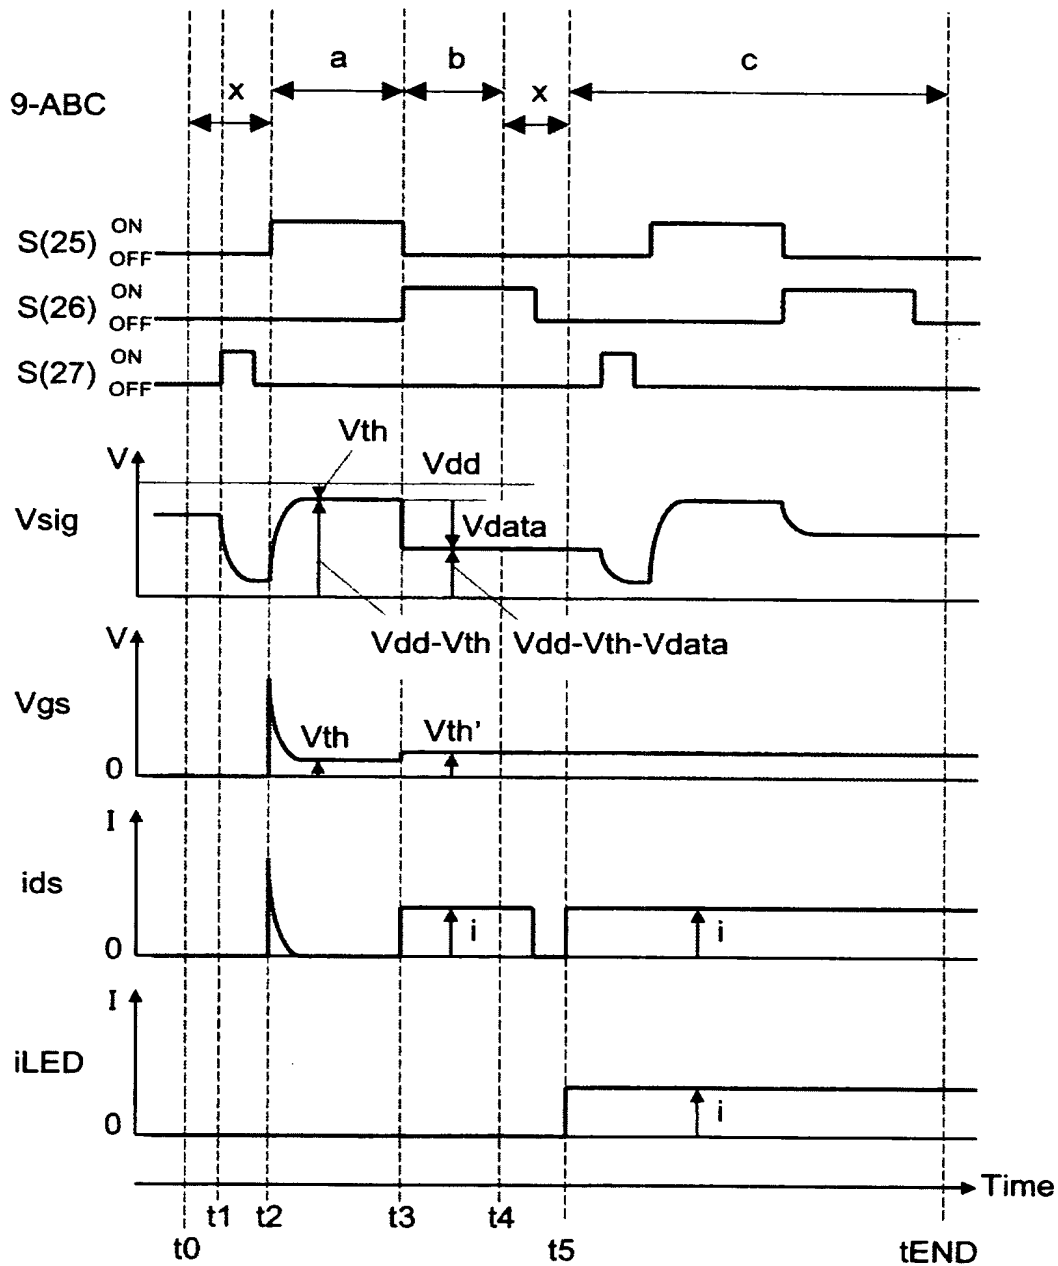 a
b
c
x
x
9-ABC
S(25) ON
OFF
S(26) ON
OFF
S(27) ON
OFF
V
Vth
Vdd
Vsig
Vdata
Vdd-Vth
Vdd-Vth-Vdata
V
Vgs
Vth
Vth'
0
I
ids
i
i
0
I
iLED
i
0
Time
t1
t2
t3
t4
t0
t5
tEND